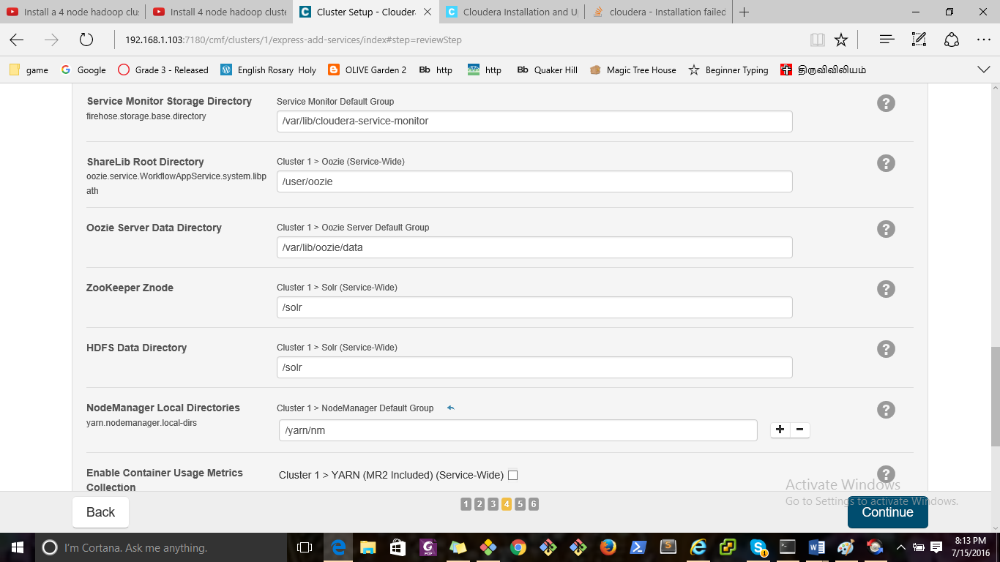 Install a 4 node hadoop clu:
Install 4 node hadoop cluste
Cluster Setup - Clouder.
Cloudera Installation and U
cloudera - Installation failed
192.168.1.103:7180/cmf/clusters/1/express-add-services/index#step=reviewStep
game
Google
Grade 3 - Released
English Rosary Holy
OLIVE Garden 2
Bb http
http
Bb Quaker Hill
Magic Tree House
Beginner Typing
திருவிவிலியம்
Service Monitor Storage Directory
Service Monitor Default Group
firehose.storage.base.directory
/var/lib/cloudera-service-monitor
ShareLib Root Directory
Cluster 1 > Oozie (Service-Wide)
oozie.service.WorkflowAppService.system.libp
ath
/user/oozie
Oozie Server Data Directory
Cluster 1 > Oozie Server Default Group
/var/lib/oozie/data
ZooKeeper Znode
Cluster 1 > Solr (Service-Wide)
/solr
HDFS Data Directory
Cluster 1 > Solr (Service-Wide)
/solr
NodeManager Local Directories
Cluster 1 > NodeManager Default Group
yarn.nodemanager.local-dirs
/yarn/nm
Enable Container Usage Metrics
Collection
Cluster 1 > YARN (MR2 Included) (Service-Wide)
Activate Windows
Go to Settings to activate Windows.
Back
1 2 3 4 5 6
Continue
I'm Cortana. Ask me anything.
8:13 PM
7/15/2016